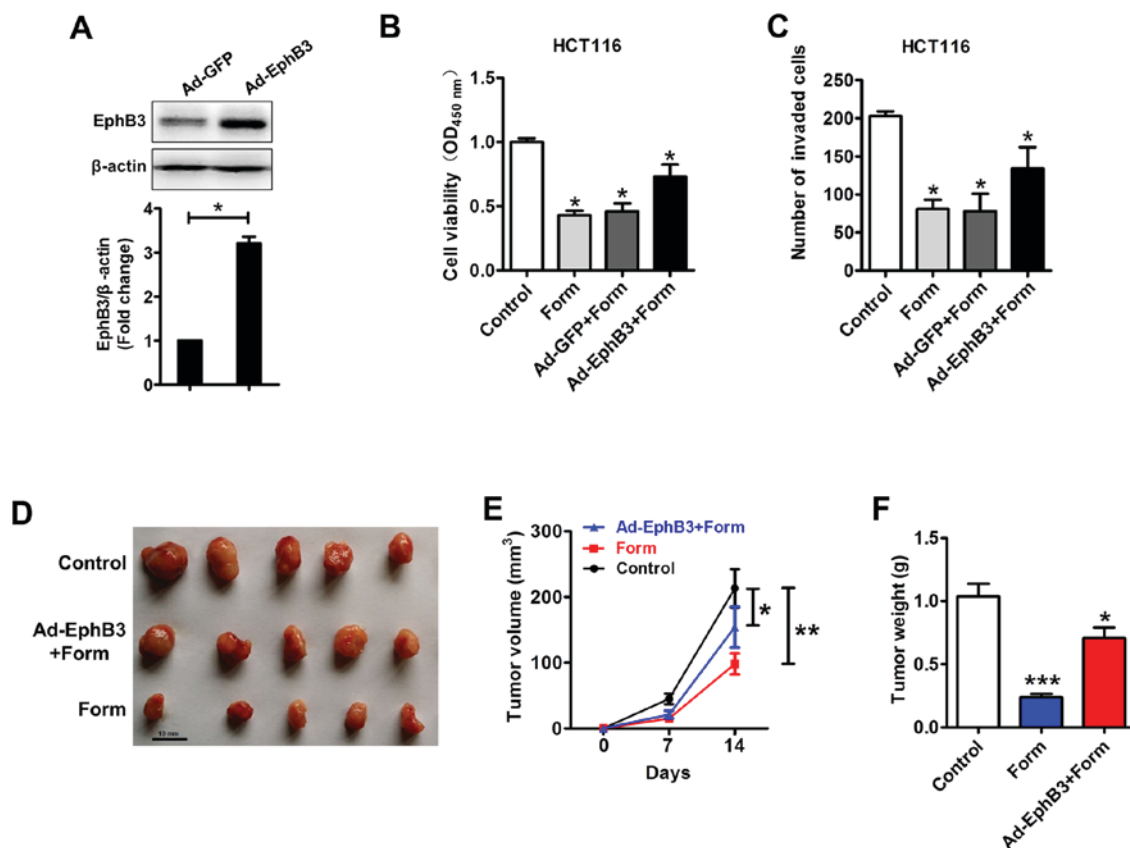 A
Ad-GFP
Ad-EphB3
EphB3
β-actin
EphB3/β -actin
(Fold change)
4
3
2
1
0
*
B
HCT116
Cell viability（OD450 nm）
1.5
1.0
0.5
0.0
*
*
*
Control
Form
Ad-GFP+Form
Ad-EphB3+Form
C
HCT116
Number of invaded cells
250
200
150
100
50
0
*
*
*
Control
Form
Ad-GFP+Form
Ad-EphB3+Form
D
Control
Ad-EphB3
+Form
Form
10 mm
E
Tumor volume (mm3)
300
200
100
0
Ad-EphB3+Form
Form
Control
*
**
0 7 14
Days
F
Tumor weight (g)
1.5
1.0
0.5
0.0
***
*
Control
Form
Ad-EphB3+Form